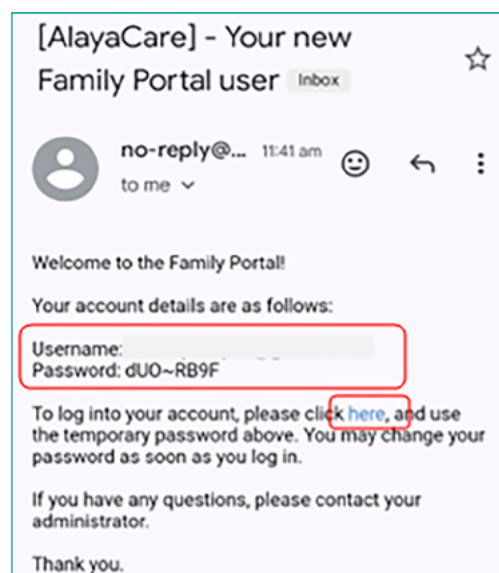 [AlayaCare] - Your new
Family Portal user Inbox
no-reply@... 11:41 am
to me
Welcome to the Family Portal!
Your account details are as follows:
Username:
Password: dUO~RB9F
To log into your account, please click here, and use
the temporary password above. You may change your
password as soon as you log in.
If you have any questions, please contact your
administrator.
Thank you.